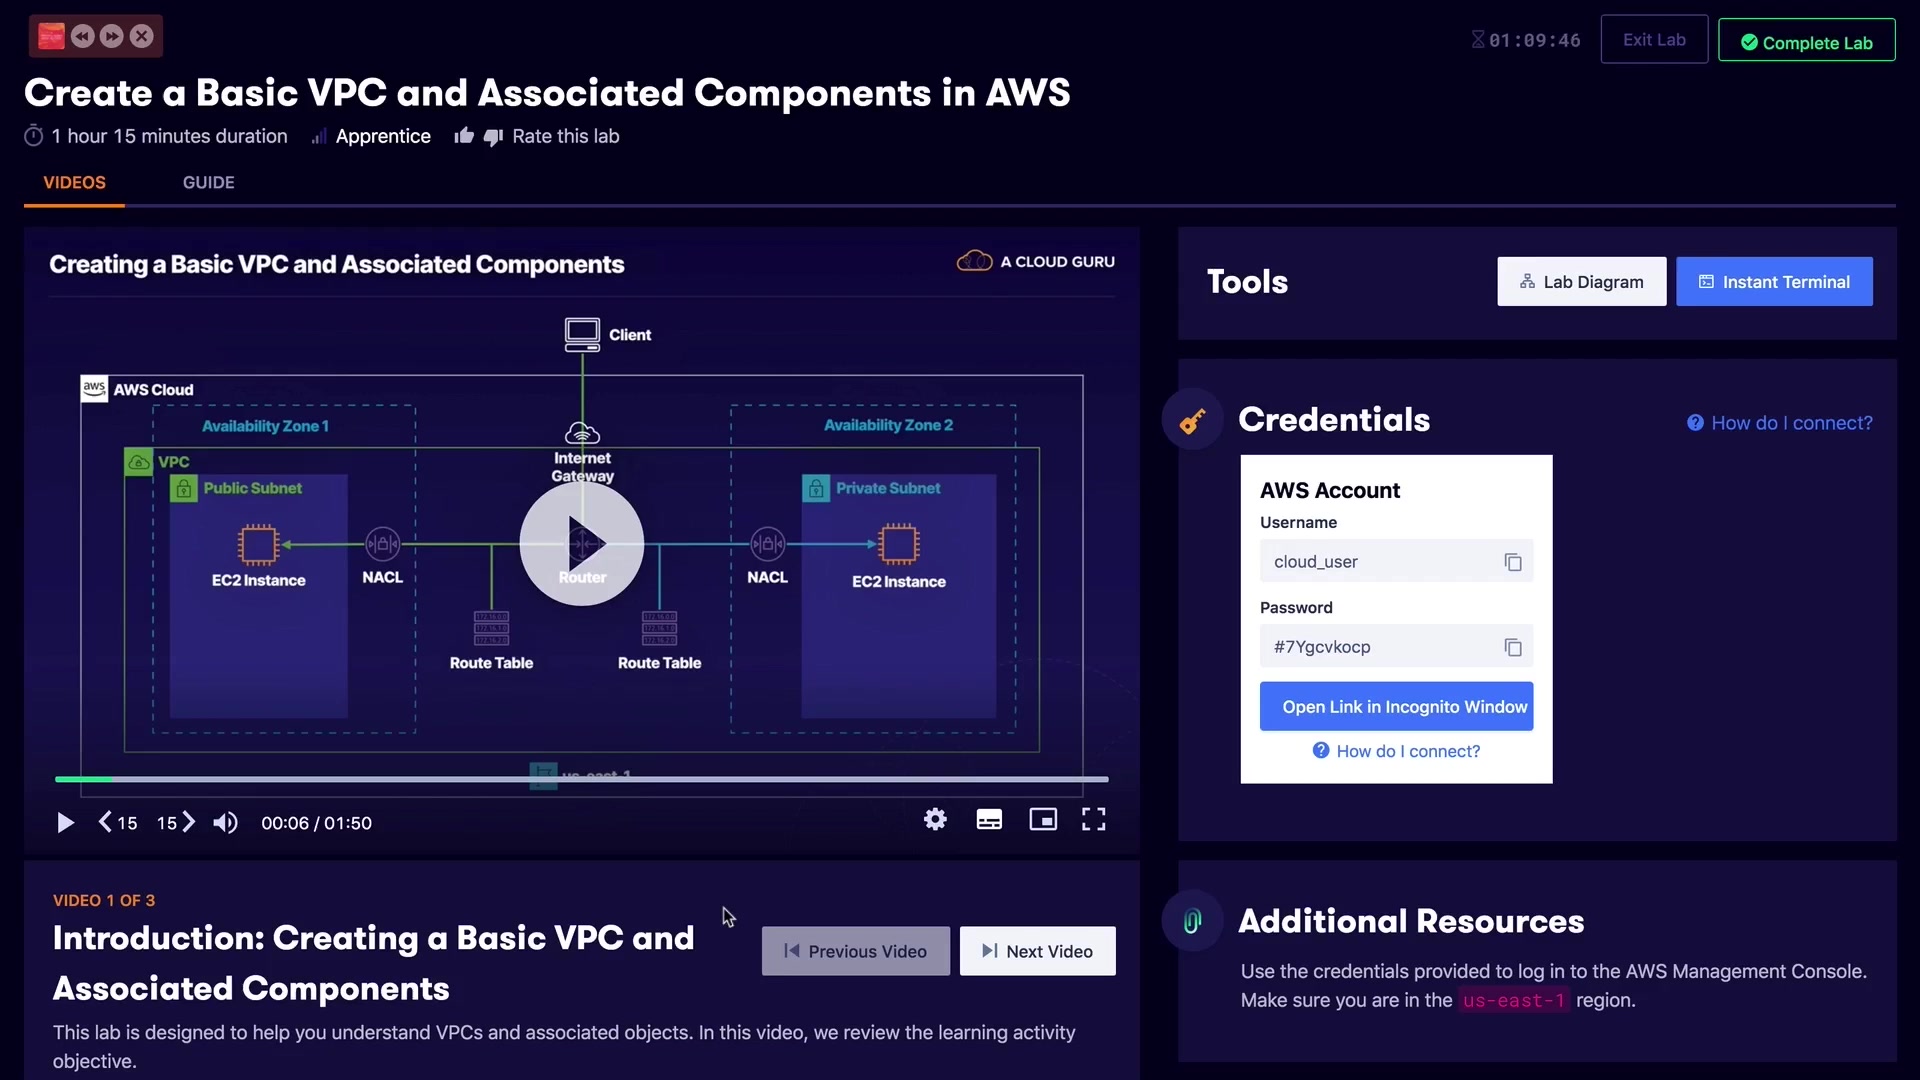 01:09:46
Exit Lab
Complete Lab
Create a Basic VPC and Associated Components in AWS
1 hour 15 minutes duration
Apprentice
Rate this lab
VIDEOS
GUIDE
Creating a Basic VPC and Associated Components
A CLOUD GURU
Client
aws
AWS Cloud
Availability Zone 1
Availability Zone 2
VPC
Internet
Gateway
Public Subnet
Private Subnet
EC2 Instance
NACL
Router
NACL
EC2 Instance
Route Table
Route Table
us-east-1
15
15
00:06 / 01:50
Tools
Lab Diagram
Instant Terminal
Credentials
How do I connect?
AWS Account
Username
cloud_user
Password
#7Ygcvkocp
Open Link in Incognito Window
How do I connect?
VIDEO 1 OF 3
Introduction: Creating a Basic VPC and
Associated Components
Previous Video
Next Video
This lab is designed to help you understand VPCs and associated objects. In this video, we review the learning activity
objective.
Additional Resources
Use the credentials provided to log in to the AWS Management Console.
Make sure you are in the us-east-1 region.